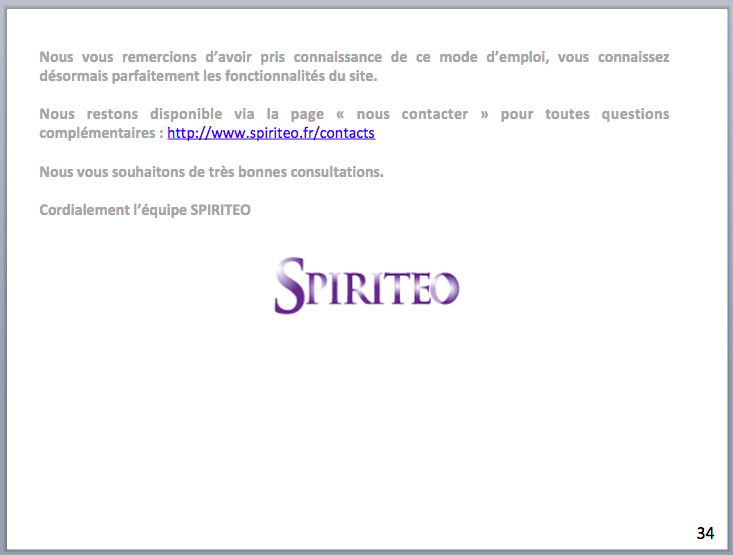 Nous vous remercions d’avoir pris connaissance de ce mode d’emploi, vous connaissez
désormais parfaitement les fonctionnalités du site.
Nous restons disponible via la page « nous contacter » pour toutes questions
complémentaires : http://www.spiriteo.fr/contacts
Nous vous souhaitons de très bonnes consultations.
Cordialement l’équipe SPIRITEO
SPIRITEO
34